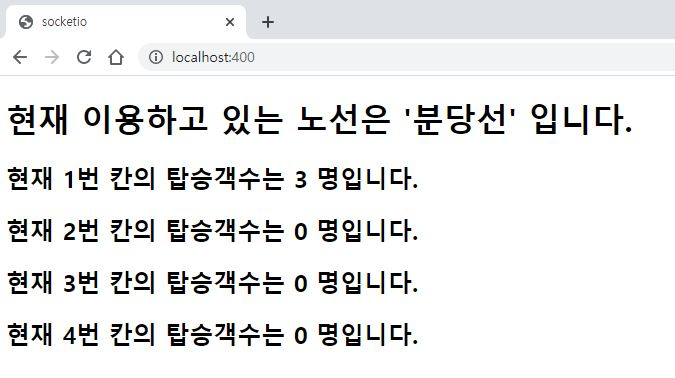 socketio
localhost:400
현재 이용하고 있는 노선은 '분당선' 입니다.
현재 1번 칸의 탑승객수는 3 명입니다.
현재 2번 칸의 탑승객수는 0 명입니다.
현재 3번 칸의 탑승객수는 0 명입니다.
현재 4번 칸의 탑승객수는 0 명입니다.